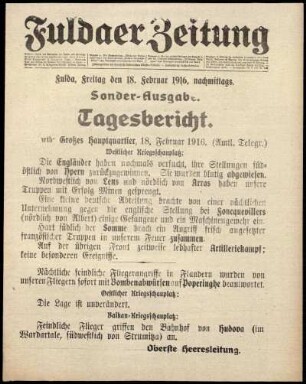 Fuldaer Zeitung
Fulda, Freitag den 18. Februar 1916, nachmittags.
Sonder-Ausgabe.
Tagesbericht.
wtb Großes Hauptquartier, 18. Februar 1916. (Amtl. Telegr.)
Westlicher Kriegsschauplatz:
Die Engländer haben nochmals versucht, ihre Stellungen süd-
östlich von Ypern zurückzugewinnen. Sie wurden blutig abgewiesen.
Nordwestlich von Lens und nördlich von Arras haben unsere
Truppen mit Erfolg Minen gesprengt.
Eine kleine deutsche Abteilung brachte von einer nächtlichen
Unternehmung gegen die englische Stellung bei Foncquevillers
(nördlich von Albert) einige Gefangene und ein Maschinengewehr ein.
Hart südlich der Somme brach ein Angriff frisch angesetzter
französischer Truppen in unserem Feuer zusammen.
Auf der übrigen Front zeitweise lebhafter Artilleriekampf;
keine besonderen Ereignisse.
Nächtliche feindliche Fliegerangriffe in Flandern wurden von
unseren Fliegern sofort mit Bombenabwürfen auf Poperinghe beantwortet.
Oestlicher Kriegsschauplatz:
Die Lage ist unverändert.
Balkan-Kriegsschauplatz:
Feindliche Flieger griffen den Bahnhof von Hudova (im
Wardartale, südwestlich von Strumitza) an.
Oberste Heeresleitung.